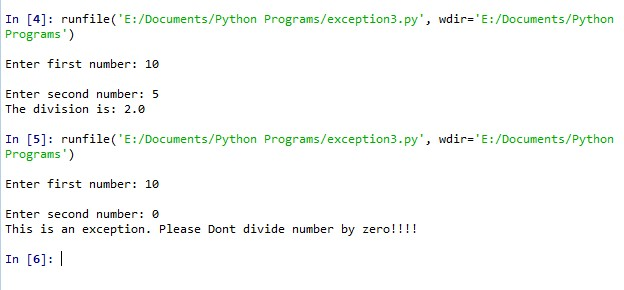 In [4]: runfile('E:/Documents/Python Programs/exception3.py', wdir='E:/Documents/Python
Programs')
Enter first number: 10
Enter second number: 5
The division is: 2.0
In [5]: runfile('E:/Documents/Python Programs/exception3.py', wdir='E:/Documents/Python
Programs')
Enter first number: 10
Enter second number: 0
This is an exception. Please Dont divide number by zero!!!!
In [6]: